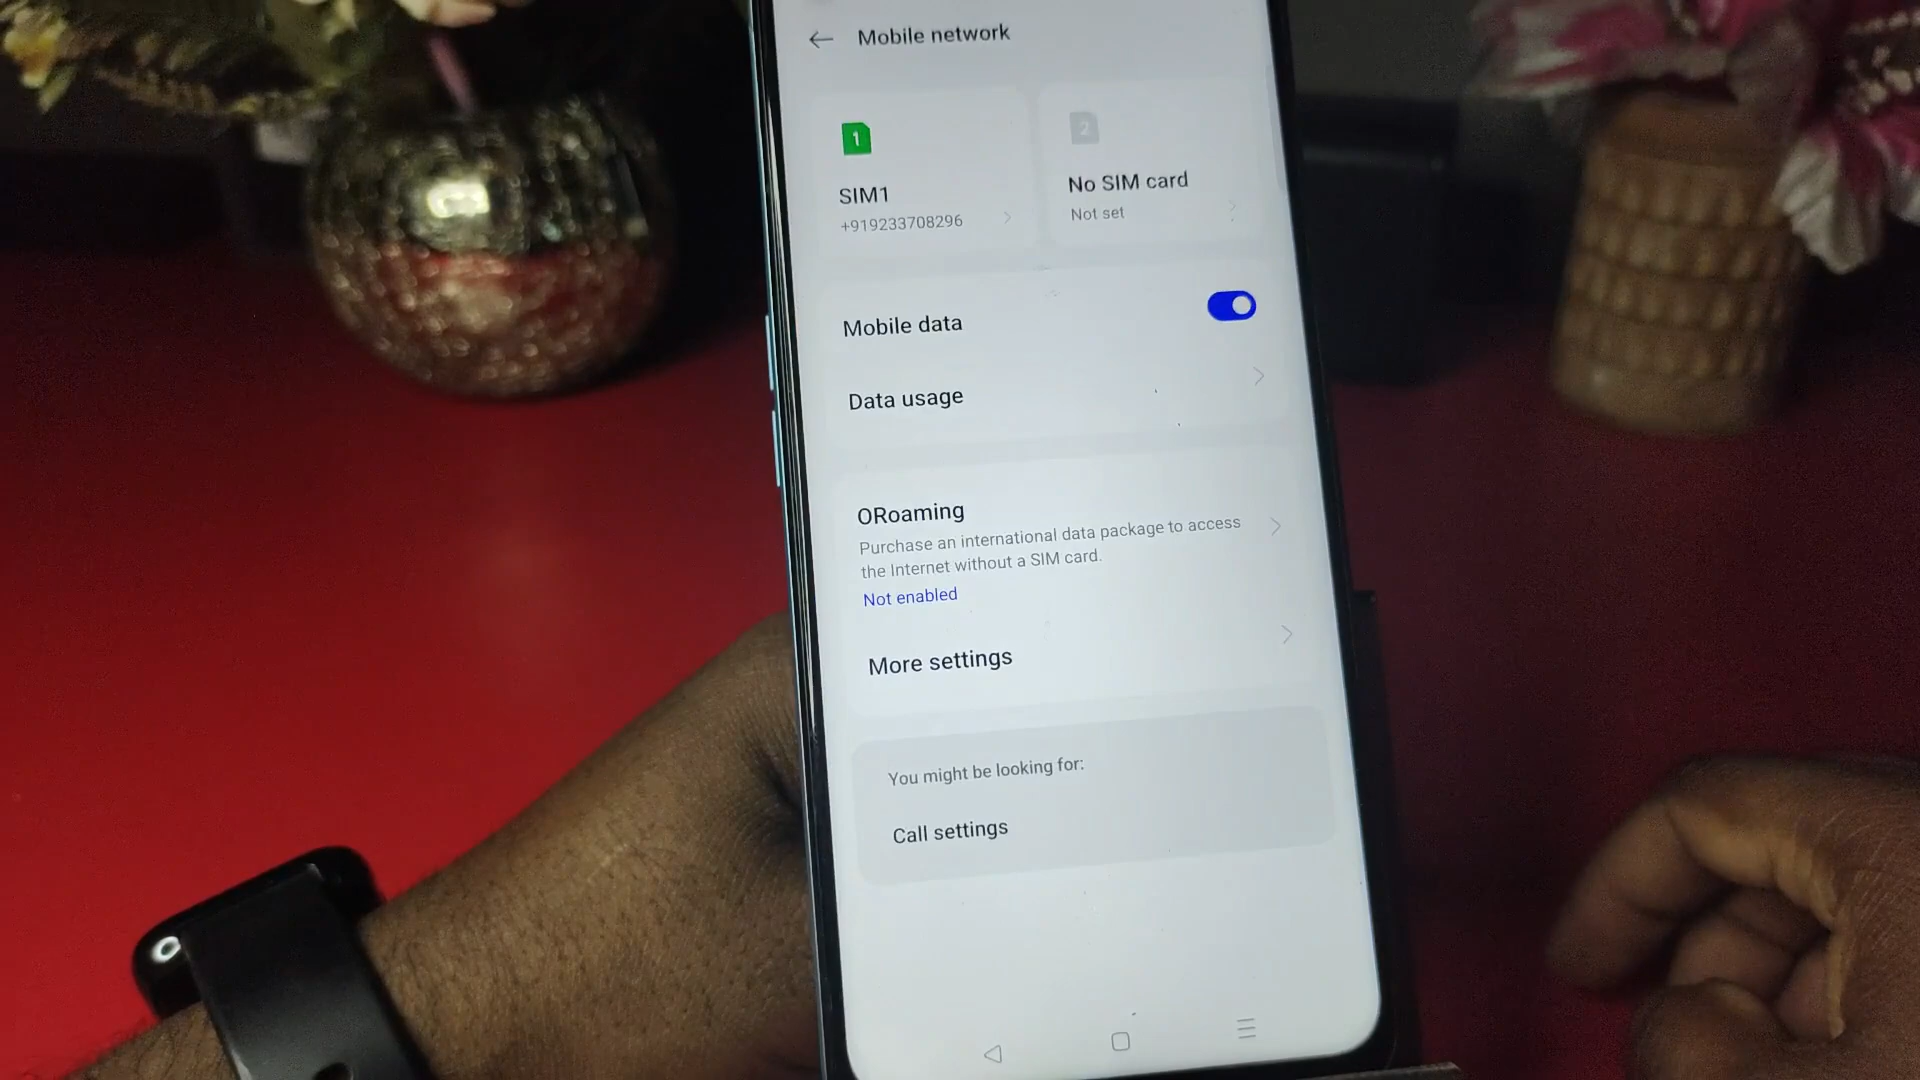 Mobile network
1
2
SIM1
No SIM card
+919233708296
Not set
Mobile data
Data usage
ORoaming
Purchase an international data package to access
the Internet without a SIM card.
Not enabled
More settings
You might be looking for:
Call settings